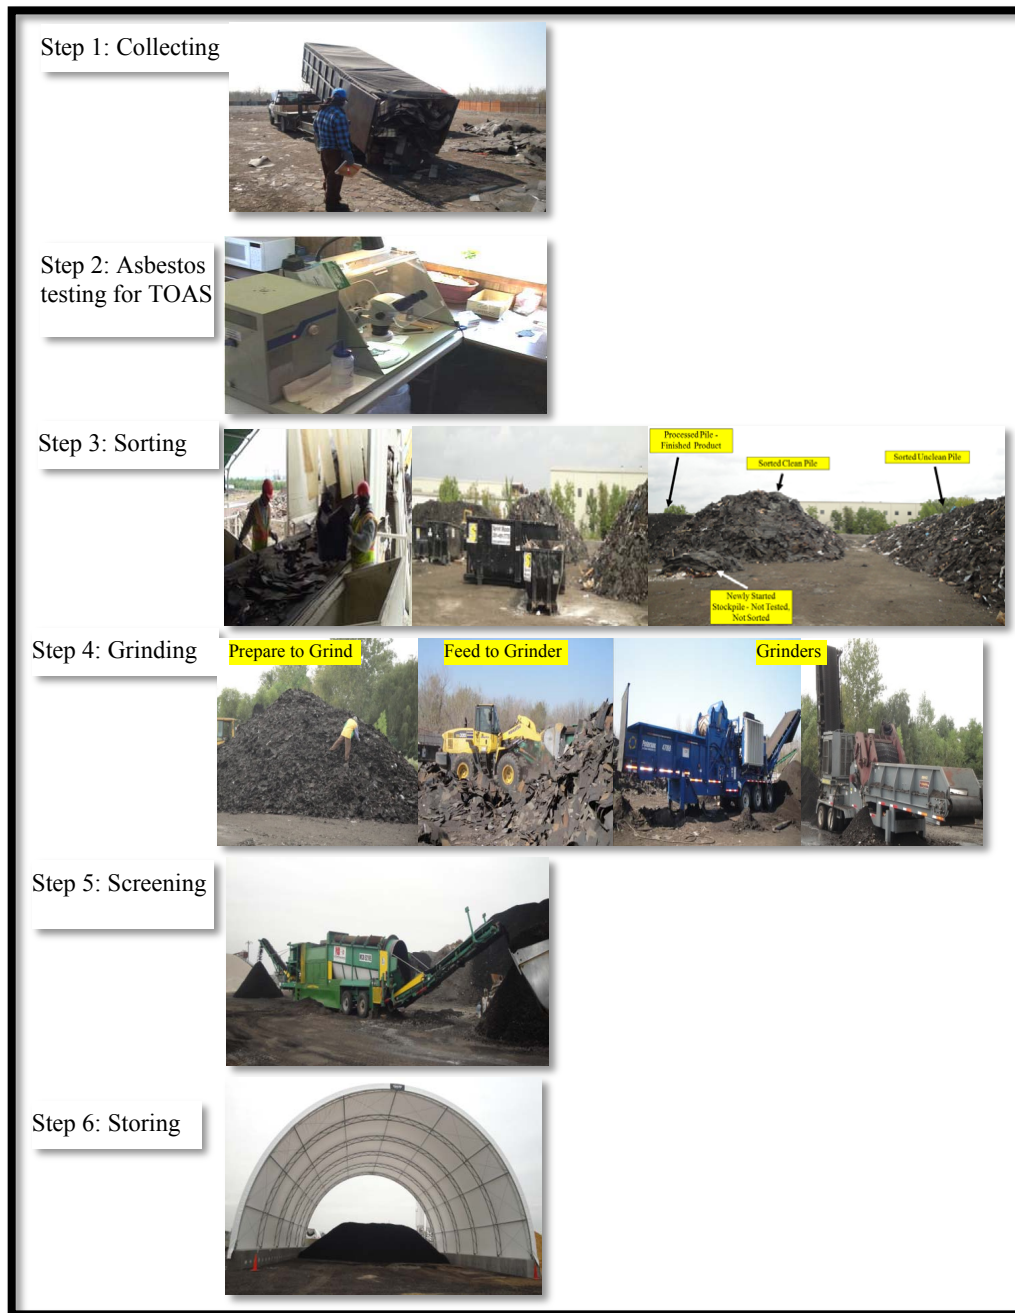 Step 1: Collecting
Step 2: Asbestos
testing for TOAS
Step 3: Sorting
Processed Pile -
Finished Product
Sorted Clean Pile
Sorted Unclean Pile
Newly Started
Stockpile - Not Tested,
Not Sorted
Step 4: Grinding
Prepare to Grind
Feed to Grinder
Grinders
Step 5: Screening
Step 6: Storing